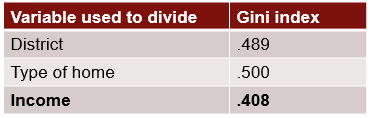 Variable used to divide Gini index
District .489
Type of home .500
Income .408